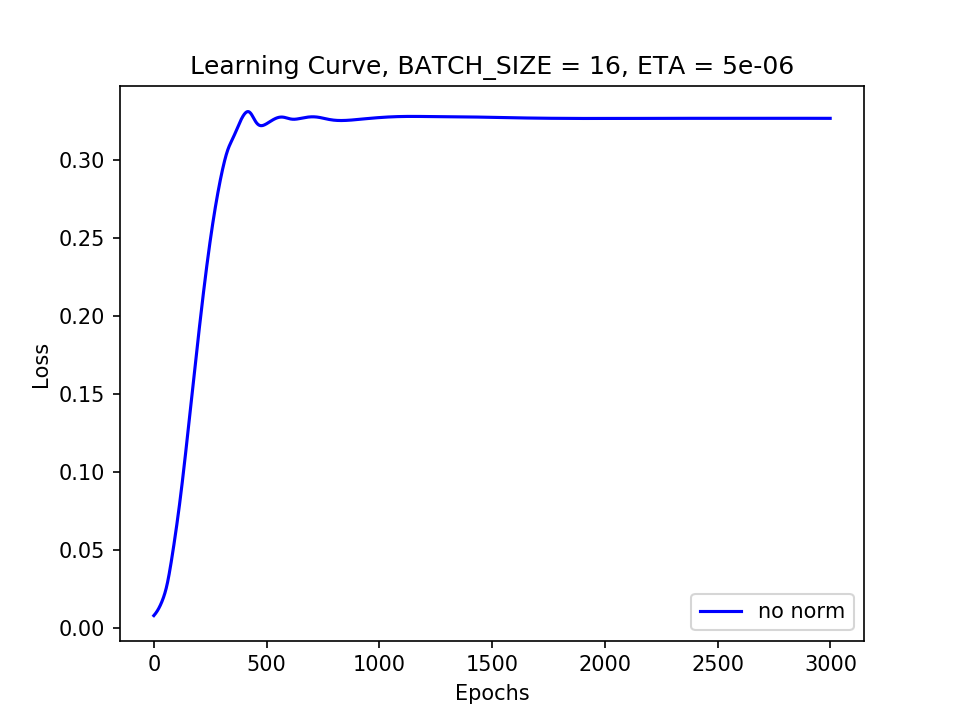 Learning Curve, BATCH_SIZE = 16, ETA = 5e-06
Loss
0.30
0.25
0.20
0.15
0.10
0.05
0.00
no norm
0 500 1000 1500 2000 2500 3000
Epochs